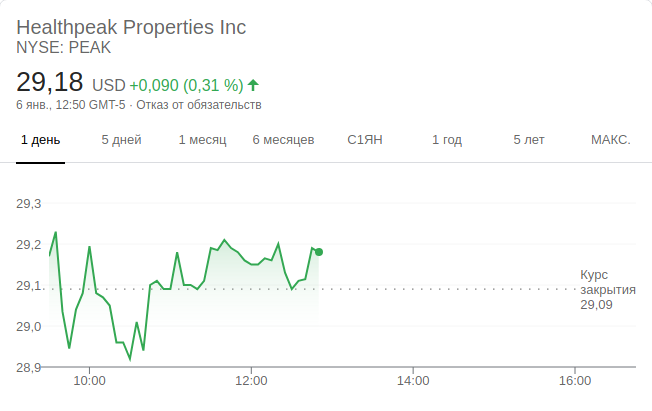 Healthpeak Properties Inc
NYSE: PEAK
29,18 USD +0,090 (0,31 %)
6 янв., 12:50 GMT-5 · Отказ от обязательств
1 день 5 дней 1 месяц 6 месяцев С1ЯН 1 год 5 лет МАКС.
29,3
29,2
29,1
29,0
28,9
Курс
закрытия
29,09
10:00 12:00 14:00 16:00